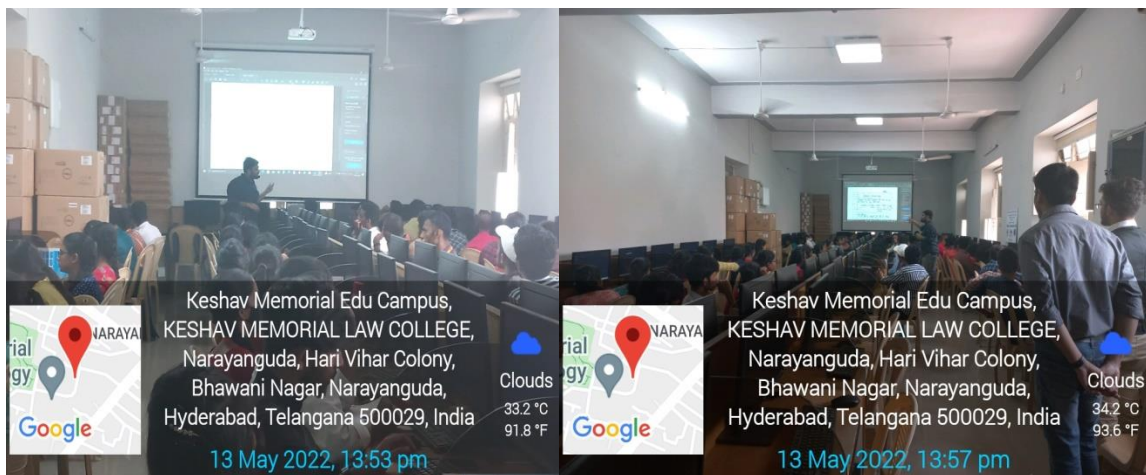 Keshav Memorial Edu Campus,
KESHAV MEMORIAL LAW COLLEGE,
Narayanguda, Hari Vihar Colony,
Bhawani Nagar, Narayanguda,
Hyderabad, Telangana 500029, India
13 May 2022, 13:53 pm
NARAYA
rial
gy
Google
Clouds
33.2 °C
91.8 °F
Keshav Memorial Edu Campus,
KESHAV MEMORIAL LAW COLLEGE,
Narayanguda, Hari Vihar Colony,
Bhawani Nagar, Narayanguda,
Hyderabad, Telangana 500029, India
13 May 2022, 13:57 pm
VARAYA
rial
gy
Google
Clouds
34.2 °C
93.6 °F